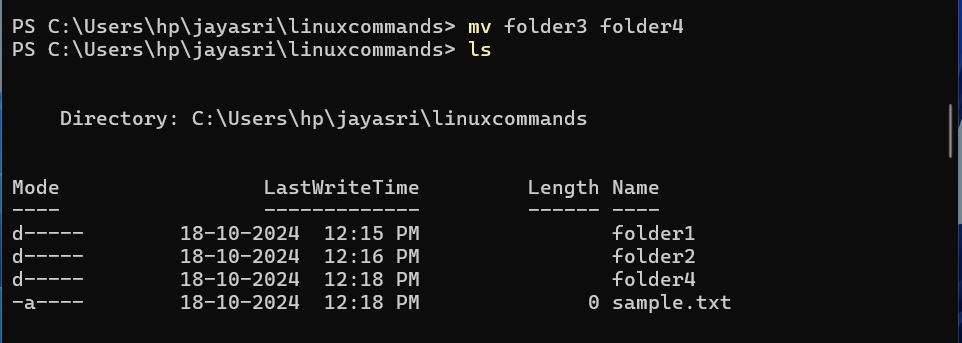 PS C:\Users\hp\jayasri\linuxcommands> mv folder3 folder4
PS C:\Users\hp\jayasri\linuxcommands> ls
Directory: C:\Users\hp\jayasri\linuxcommands
Mode LastWriteTime Length Name
---- ------------- ------ ----
d----- 18-10-2024 12:15 PM folder1
d----- 18-10-2024 12:16 PM folder2
d----- 18-10-2024 12:18 PM folder4
-a---- 18-10-2024 12:18 PM 0 sample.txt